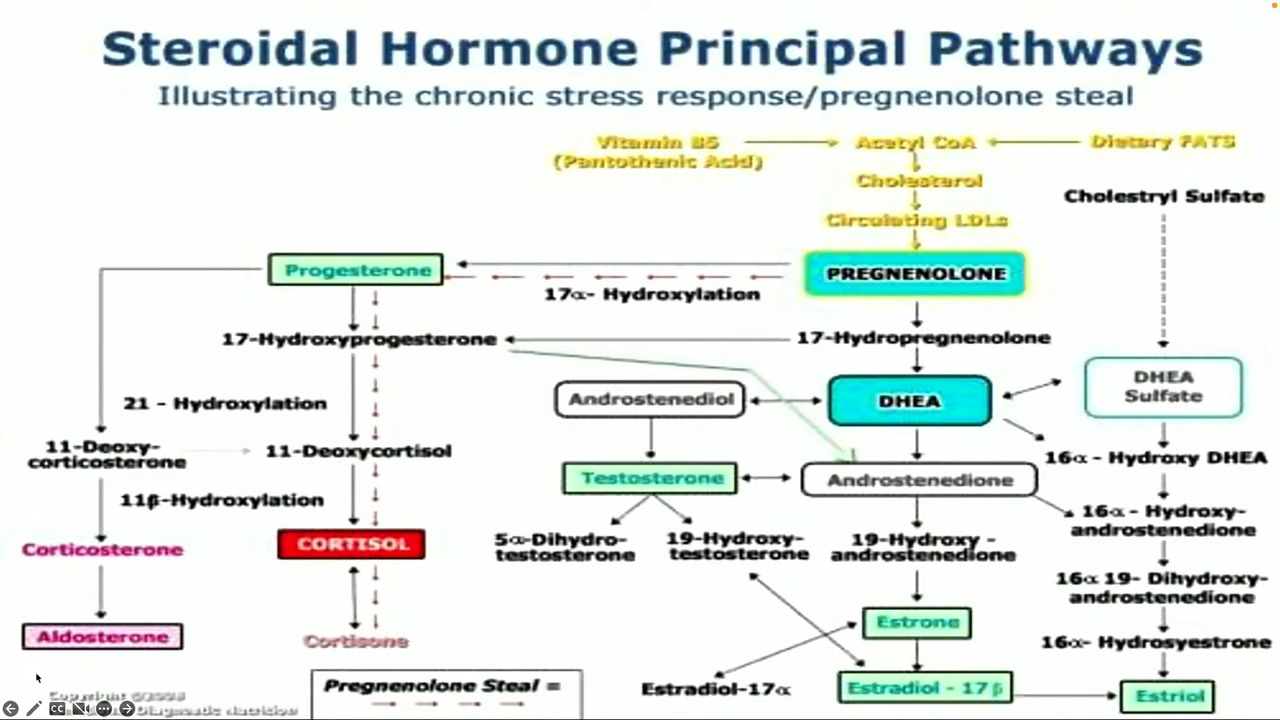 Steroidal Hormone Principal Pathways
Illustrating the chronic stress response/pregnenolone steal
Vitamin B5
(Pantothenic Acid)
Acetyl CoA
Dietary FATS
Cholesterol
Cholestryl Sulfate
Circulating LDLs
Progesterone
PREGNENOLONE
17α- Hydroxylation
17-Hydroxyprogesterone
17-Hydropregnenolone
DHEA
Sulfate
21 - Hydroxylation
Androstenediol
DHEA
11-Deoxy-
corticosterone
11-Deoxycortisol
16α - Hydroxy DHEA
Testosterone
Androstenedione
11β-Hydroxylation
16α - Hydroxy-
androstenedione
Corticosterone
CORTISOL
5α-Dihydro-
testosterone
19-Hydroxy-
testosterone
19-Hydroxy -
androstenedione
16α 19- Dihydroxy-
androstenedione
Aldosterone
Cortisone
Estrone
16α- Hydrosyestrone
Pregnenolone Steal =
Estradiol-17α
Estradiol - 17β
Estriol
Copyright ©2008
Diagnostic Nutrition